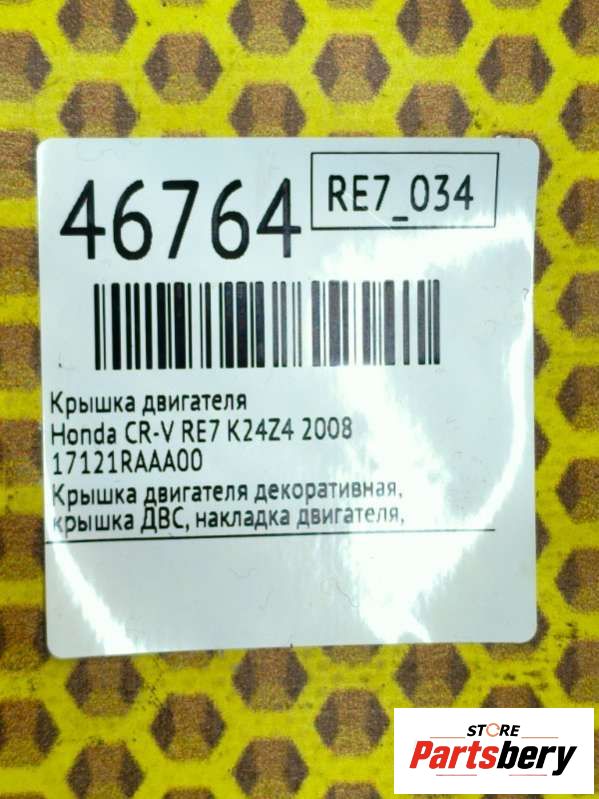 46764
RE7_034
Крышка двигателя
Honda CR-V RE7 K24Z4 2008
17121RAAA00
Крышка двигателя декоративная,
крышка ДВС, накладка двигателя,
STORE
Partsbery